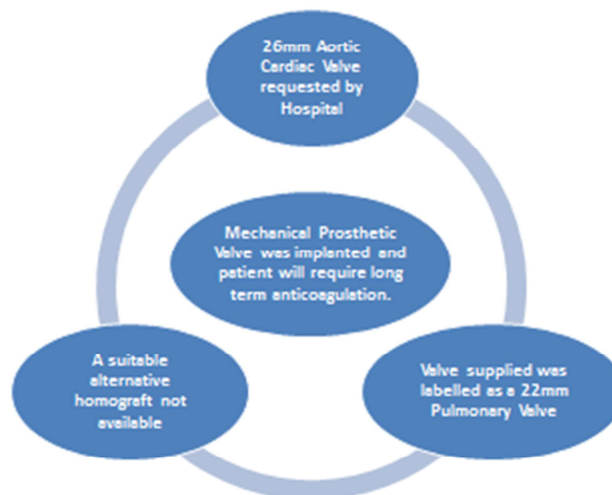 26mm Aortic
Cardiac Valve
requested by
Hospital
Mechanical Prosthetic
Valve was implanted and
patient will require long
term anticoagulation.
A suitable
alternative
homograft not
available
Valve supplied was
labelled as a 22mm
Pulmonary Valve